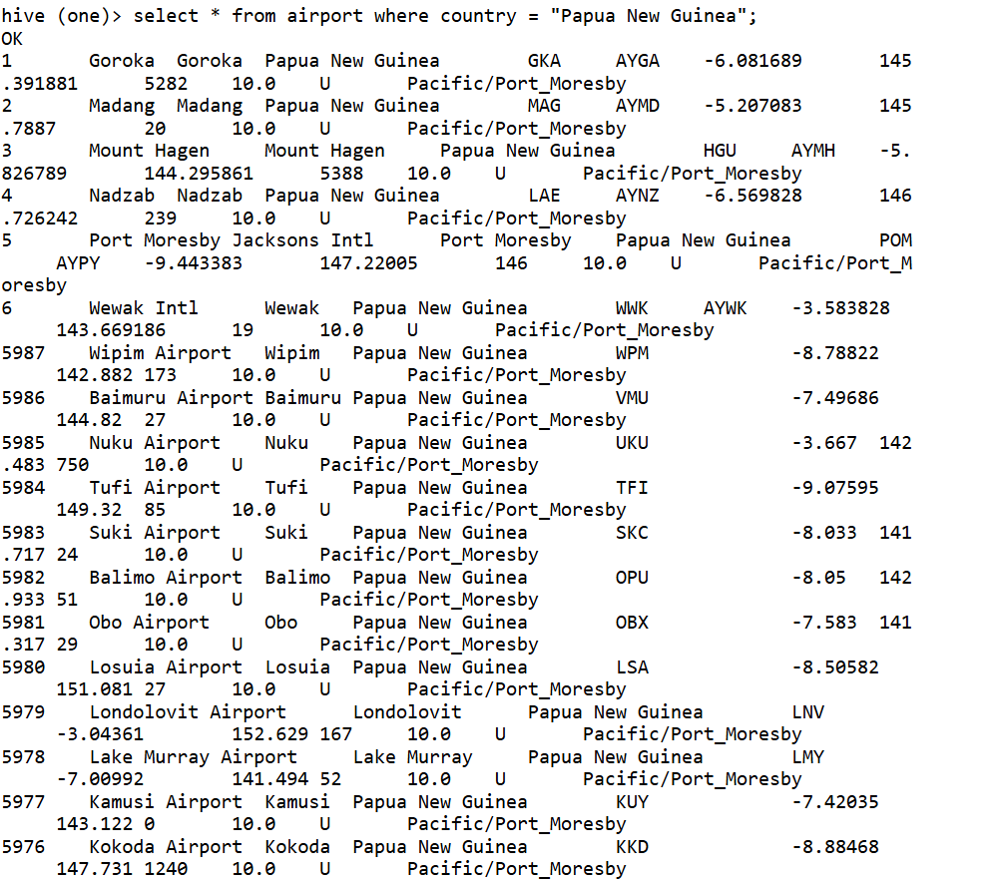 hive (one)> select * from airport where country = "Papua New Guinea";
OK
1       Goroka  Goroka  Papua New Guinea        GKA     AYGA    -6.081689       145
.391881      5282    10.0    U       Pacific/Port_Moresby
2       Madang  Madang  Papua New Guinea        MAG     AYMD    -5.207083       145
.7887        20      10.0    U       Pacific/Port_Moresby
3       Mount Hagen     Mount Hagen     Papua New Guinea        HGU     AYMH    -5.
826789       144.295861      5388    10.0    U       Pacific/Port_Moresby
4       Nadzab  Nadzab  Papua New Guinea        LAE     AYNZ    -6.569828       146
.726242      239     10.0    U       Pacific/Port_Moresby
5       Port Moresby Jacksons Intl      Port Moresby    Papua New Guinea        POM
     AYPY    -9.443383       147.22005       146     10.0    U       Pacific/Port_M
oresby
6       Wewak Intl      Wewak   Papua New Guinea        WWK     AYWK    -3.583828
     143.669186      19      10.0    U       Pacific/Port_Moresby
5987    Wipim Airport   Wipim   Papua New Guinea        WPM             -8.78822
     142.882 173     10.0    U       Pacific/Port_Moresby
5986    Baimuru Airport Baimuru Papua New Guinea        VMU             -7.49686
     144.82  27      10.0    U       Pacific/Port_Moresby
5985    Nuku Airport    Nuku    Papua New Guinea        UKU             -3.667  142
.483 750     10.0    U       Pacific/Port_Moresby
5984    Tufi Airport    Tufi    Papua New Guinea        TFI             -9.07595
     149.32  85      10.0    U       Pacific/Port_Moresby
5983    Suki Airport    Suki    Papua New Guinea        SKC             -8.033  141
.717 24      10.0    U       Pacific/Port_Moresby
5982    Balimo Airport  Balimo  Papua New Guinea        OPU             -8.05   142
.933 51      10.0    U       Pacific/Port_Moresby
5981    Obo Airport     Obo     Papua New Guinea        OBX             -7.583  141
.317 29      10.0    U       Pacific/Port_Moresby
5980    Losuia Airport  Losuia  Papua New Guinea        LSA             -8.50582
     151.081 27      10.0    U       Pacific/Port_Moresby
5979    Londolovit Airport      Londolovit      Papua New Guinea        LNV
     -3.04361        152.629 167     10.0    U       Pacific/Port_Moresby
5978    Lake Murray Airport     Lake Murray     Papua New Guinea        LMY
     -7.00992        141.494 52      10.0    U       Pacific/Port_Moresby
5977    Kamusi Airport  Kamusi  Papua New Guinea        KUY             -7.42035
     143.122 0       10.0    U       Pacific/Port_Moresby
5976    Kokoda Airport  Kokoda  Papua New Guinea        KKD             -8.88468
     147.731 1240    10.0    U       Pacific/Port_Moresby